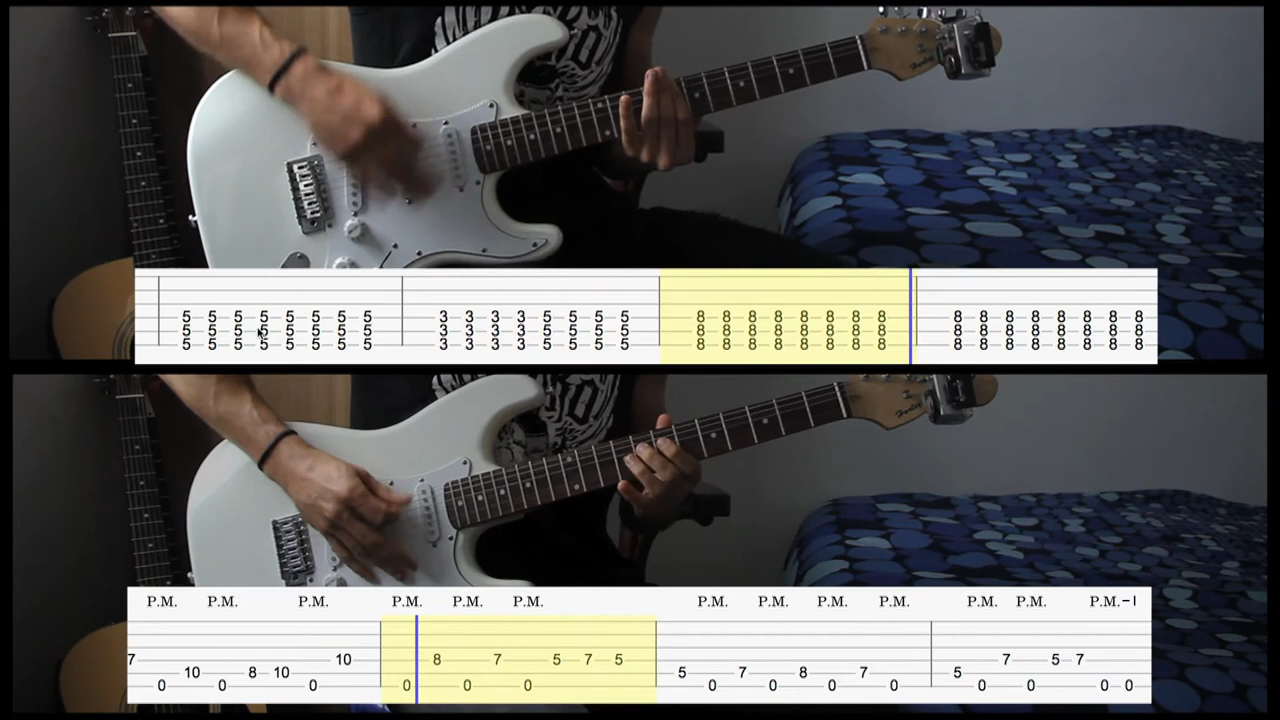 Harley
5 5 5 5 5 5 5 5 3 3 3 3 5 5 5 5 8 8 8 8 8 8 8 8 8 8 8 8 8 8 8 8
5 5 5 5 5 5 5 5 3 3 3 3 5 5 5 5 8 8 8 8 8 8 8 8 8 8 8 8 8 8 8 8
5 5 5 5 5 5 5 5 3 3 3 3 5 5 5 5 8 8 8 8 8 8 8 8 8 8 8 8 8 8 8 8
Harley
P.M. P.M. P.M. P.M. P.M. P.M. P.M. P.M. P.M. P.M. P.M. P.M. P.M.
7 10 8 7 5 7 5 7 5 7
10 8 10 5 7 8 7 5
0 0 0 0 0 0 0 0 0 0 0 0 0 0